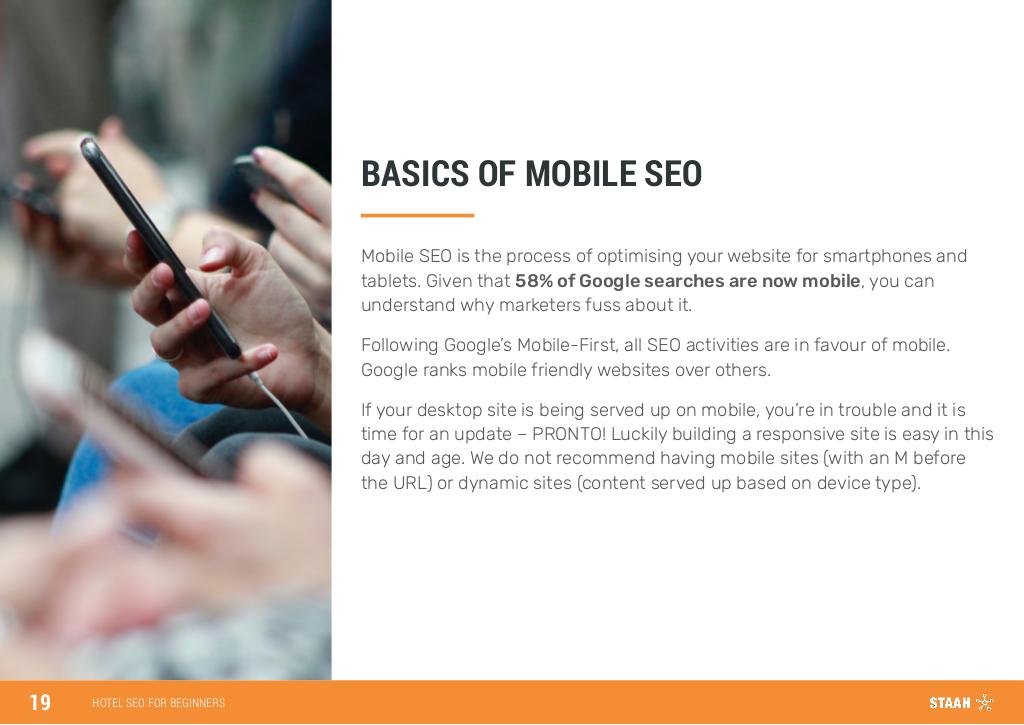 BASICS OF MOBILE SEO
Mobile SEO is the process of optimising your website for smartphones and
tablets. Given that 58% of Google searches are now mobile, you can
understand why marketers fuss about it.
Following Google’s Mobile-First, all SEO activities are in favour of mobile.
Google ranks mobile friendly websites over others.
If your desktop site is being served up on mobile, you’re in trouble and it is
time for an update – PRONTO! Luckily building a responsive site is easy in this
day and age. We do not recommend having mobile sites (with an M before
the URL) or dynamic sites (content served up based on device type).
19 HOTEL SEO FOR BEGINNERS STAAH